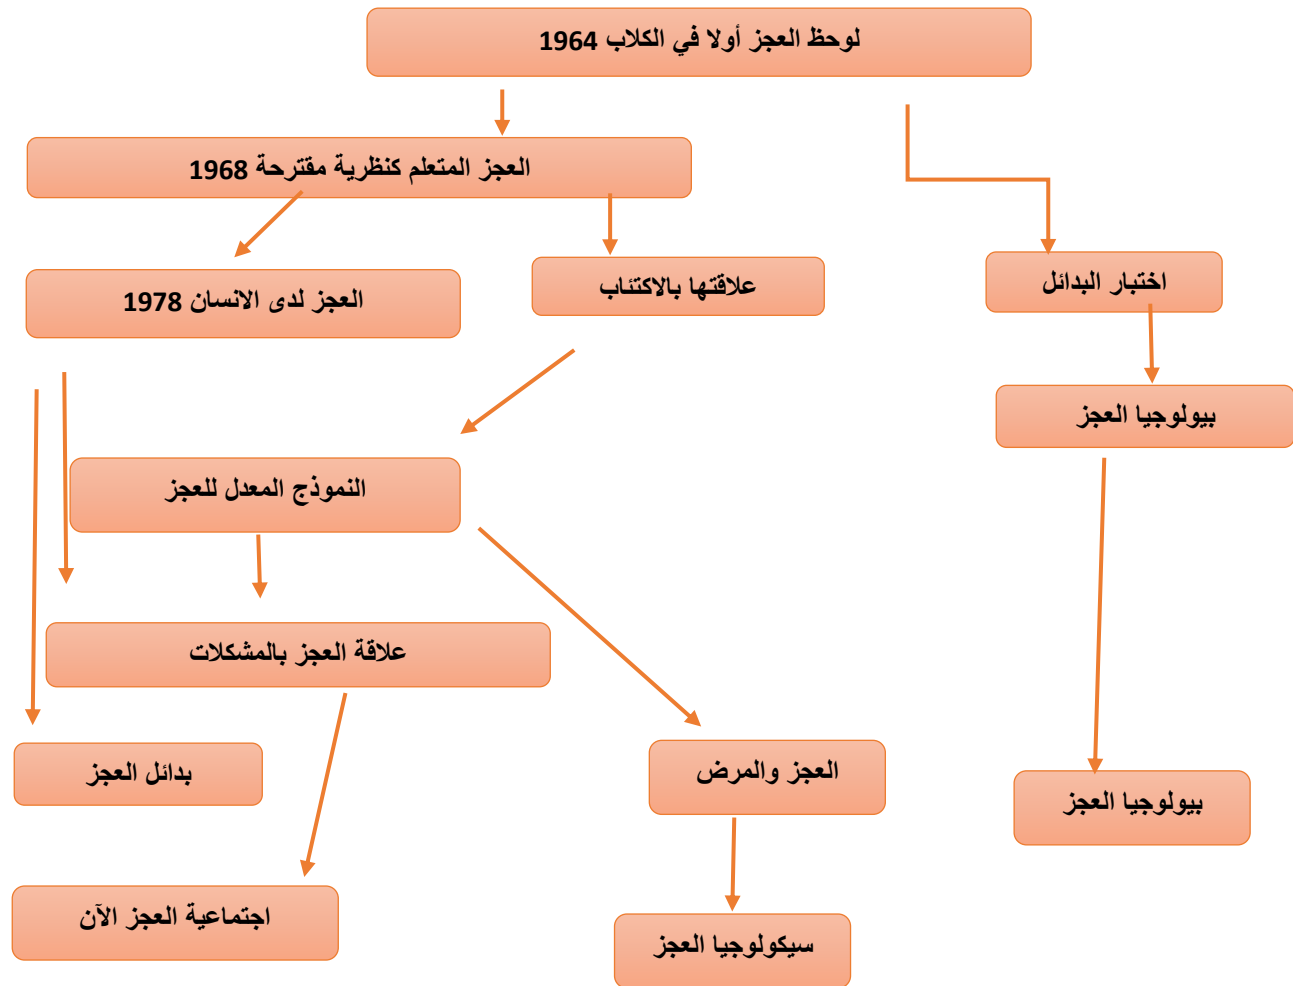 لوحظ العجز أولا في الكلاب 1964
العجز المتعلم كنظرية مقترحة 1968
اختبار البدائل
علاقتها بالاكتئاب
العجز لدى الانسان 1978
بيولوجيا العجز
النموذج المعدل للعجز
علاقة العجز بالمشكلات
العجز والمرض
بدائل العجز
بيولوجيا العجز
اجتماعية العجز الآن
سيكولوجيا العجز